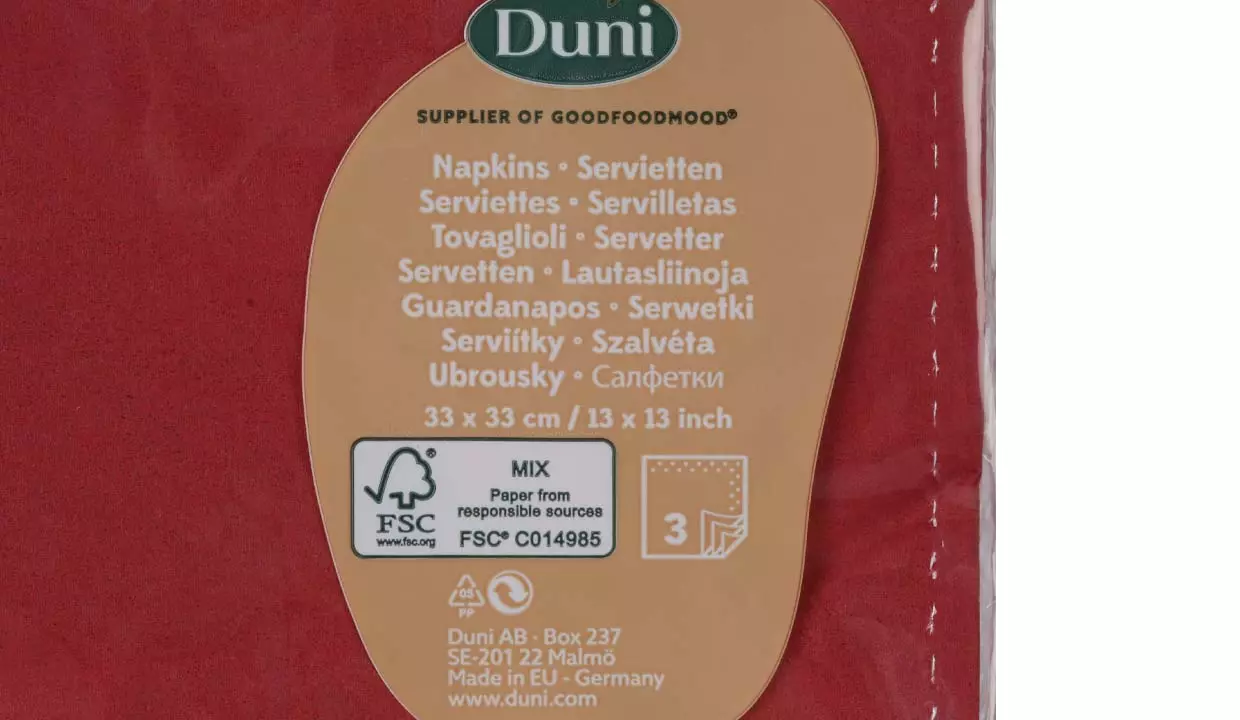 Duni
SUPPLIER OF GOODFOODMOOD®
Napkins • Servietten
Serviettes • Servilletas
Tovaglioli • Servetter
Servetten • Lautasliinoja
Guardanapos • Serwetki
Serviítky • Szalvéta
Ubrousky • Салфетки
33 x 33 cm / 13 x 13 inch
®
FSC
www.fsc.org
MIX
Paper from
responsible sources
FSC® C014985
3
05
PP
Duni AB · Box 237
SE-201 22 Malmö
Made in EU - Germany
www.duni.com